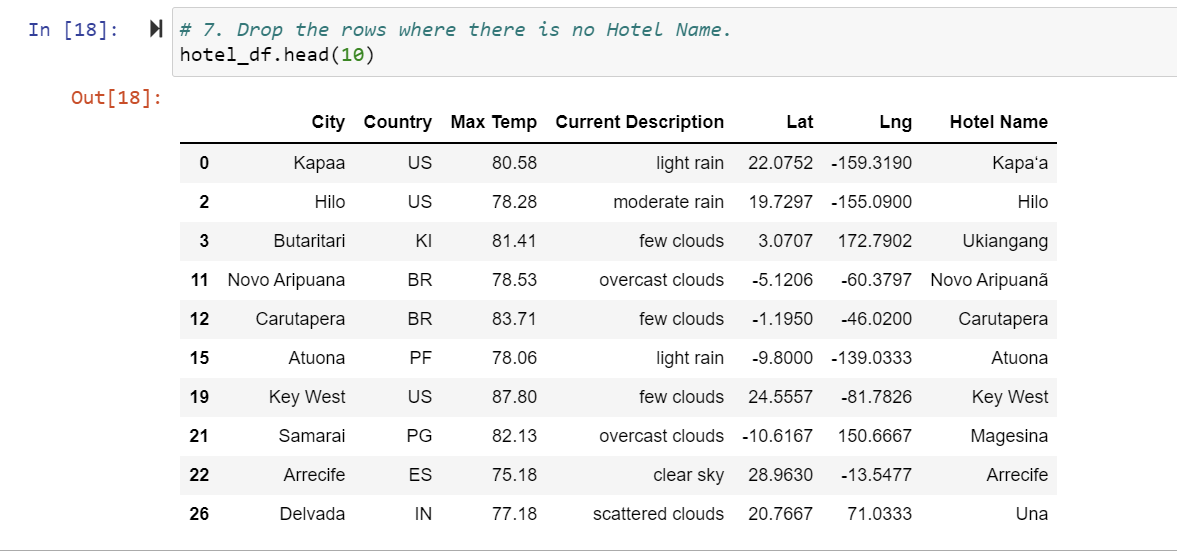 In [18]: # 7. Drop the rows where there is no Hotel Name.
hotel_df.head(10)
Out[18]:
City Country Max Temp Current Description Lat Lng Hotel Name
0 Kapaa US 80.58 light rain 22.0752 -159.3190 Kapaʻa
2 Hilo US 78.28 moderate rain 19.7297 -155.0900 Hilo
3 Butaritari KI 81.41 few clouds 3.0707 172.7902 Ukiangang
11 Novo Aripuana BR 78.53 overcast clouds -5.1206 -60.3797 Novo Aripuanã
12 Carutapera BR 83.71 few clouds -1.1950 -46.0200 Carutapera
15 Atuona PF 78.06 light rain -9.8000 -139.0333 Atuona
19 Key West US 87.80 few clouds 24.5557 -81.7826 Key West
21 Samarai PG 82.13 overcast clouds -10.6167 150.6667 Magesina
22 Arrecife ES 75.18 clear sky 28.9630 -13.5477 Arrecife
26 Delvada IN 77.18 scattered clouds 20.7667 71.0333 Una